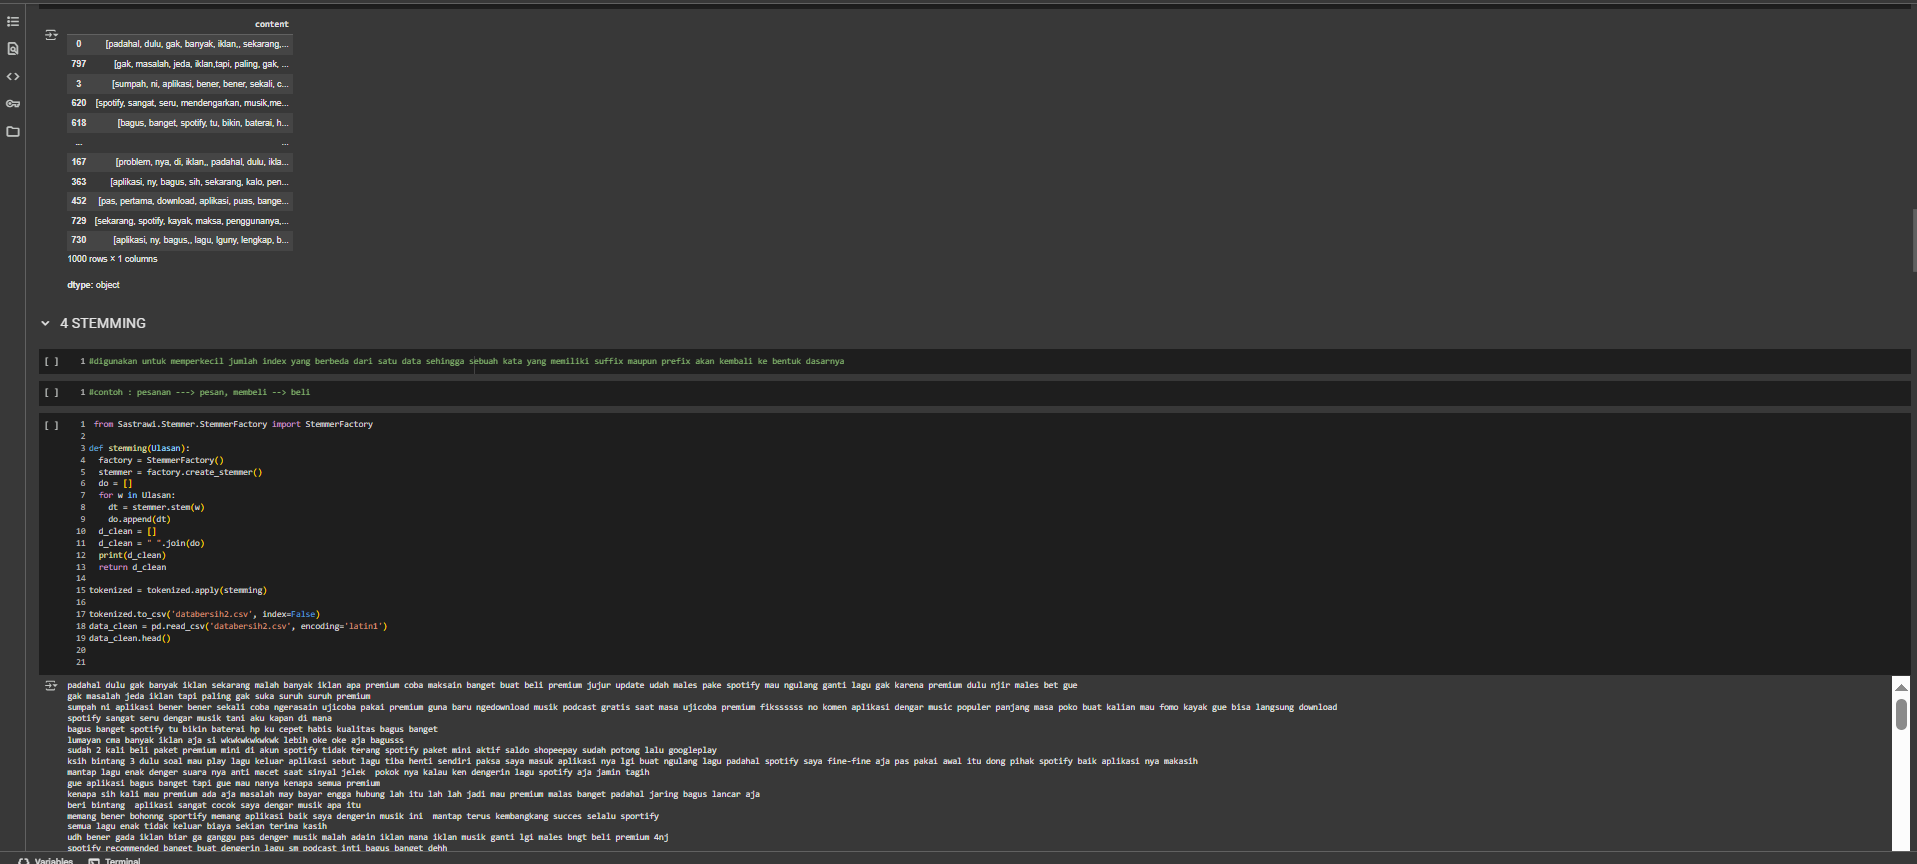 content
0 [padahal, dulu, gak, banyak, iklan,, sekarang,...
797 [gak, masalah, jeda, iklan,tapi, paling, gak, ...
3 [sumpah, ni, aplikasi, bener, bener, sekali, c...
620 [spotify, sangat, seru, mendengarkan, musik,me...
618 [bagus, banget, spotify, tu, bikin, baterai, h...
... ...
167 [problem, nya, di, iklan,, padahal, dulu, ikla...
363 [aplikasi, ny, bagus, sih, sekarang, kalo, pen...
452 [pas, pertama, download, aplikasi, puas, bange...
729 [sekarang, spotify, kayak, maksa, penggunanya,...
730 [aplikasi, ny, bagus,, lagu, lguny, lengkap, b...
1000 rows × 1 columns
dtype: object
4 STEMMING
[ ] 1 #digunakan untuk memperkecil jumlah index yang berbeda dari satu data sehingga sebuah kata yang memiliki suffix maupun prefix akan kembali ke bentuk dasarnya
[ ] 1 #contoh : pesanan ---> pesan, membeli --> beli
[ ] 1 from Sastrawi.Stemmer.StemmerFactory import StemmerFactory
2
3 def stemming(Ulasan):
4 factory = StemmerFactory()
5 stemmer = factory.create_stemmer()
6 do = []
7 for w in Ulasan:
8 dt = stemmer.stem(w)
9 do.append(dt)
10 d_clean = []
11 d_clean = " ".join(do)
12 print(d_clean)
13 return d_clean
14
15 tokenized = tokenized.apply(stemming)
16
17 tokenized.to_csv('databersih2.csv', index=False)
18 data_clean = pd.read_csv('databersih2.csv', encoding='latin1')
19 data_clean.head()
20
21
padahal dulu gak banyak iklan sekarang malah banyak iklan apa premium coba maksain banget buat beli premium jujur update udah males pake spotify mau ngulang ganti lagu gak karena premium dulu njir males bet gue
gak masalah jeda iklan tapi paling gak suka suruh suruh premium
sumpah ni aplikasi bener bener sekali coba ngerasain ujicoba pakai premium guna baru ngedownload musik podcast gratis saat masa ujicoba premium fikssssss no komen aplikasi dengar music populer panjang masa poko buat kalian mau fomo kayak gue bisa langsung download
spotify sangat seru dengar musik tani aku kapan di mana
bagus banget spotify tu bikin baterai hp ku cepet habis kualitas bagus banget
lumayan cma banyak iklan aja si wkwkwkwkwkwk lebih oke oke aja bagusss
sudah 2 kali beli paket premium mini di akun spotify tidak terang spotify paket mini aktif saldo shopeepay sudah potong lalu googleplay
ksih bintang 3 dulu soal mau play lagu keluar aplikasi sebut lagu tiba henti sendiri paksa saya masuk aplikasi nya lgi buat ngulang lagu padahal spotify saya fine-fine aja pas pakai awal itu dong pihak spotify baik aplikasi nya makasih
mantap lagu enak denger suara nya anti macet saat sinyal jelek pokok nya kalau ken dengerin lagu spotify aja jamin tagih
gue aplikasi bagus banget tapi gue mau nanya kenapa semua premium
kenapa sih kali mau premium ada aja masalah may bayar engga hubung lah itu lah lah jadi mau premium malas banget padahal jaring bagus lancar aja
beri bintang aplikasi sangat cocok saya dengar musik apa itu
memang bener bohonng sportify memang aplikasi baik saya dengerin musik ini mantap terus kembangkang succes selalu sportify
semua lagu enak tidak keluar biaya sekian terima kasih
udh bener gada iklan biar ga ganggu pas denger musik malah adain iklan mana iklan musik ganti lgi males bngt beli premium 4nj
spotify recommended banget buat dengerin lagu sm podcast inti bagus banget dehh
Variables Terminal